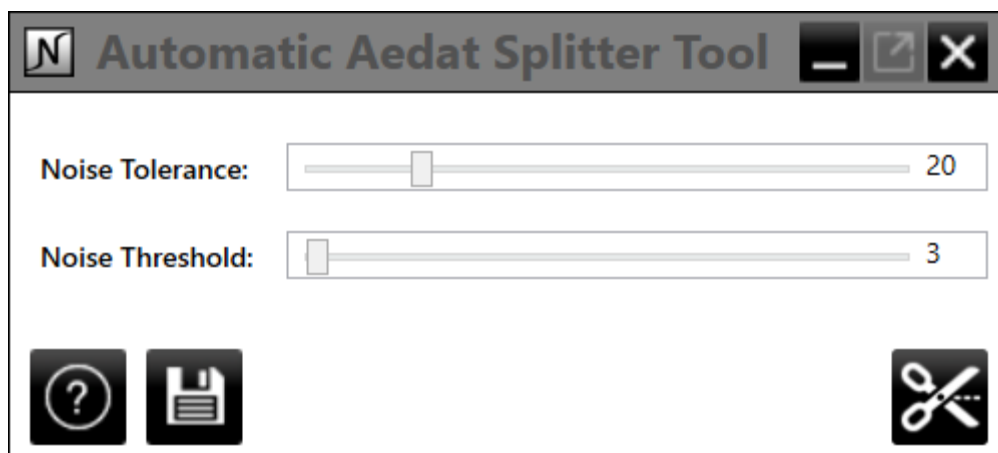 N Automatic Aedat Splitter Tool
Noise Tolerance: 20
Noise Threshold: 3
?